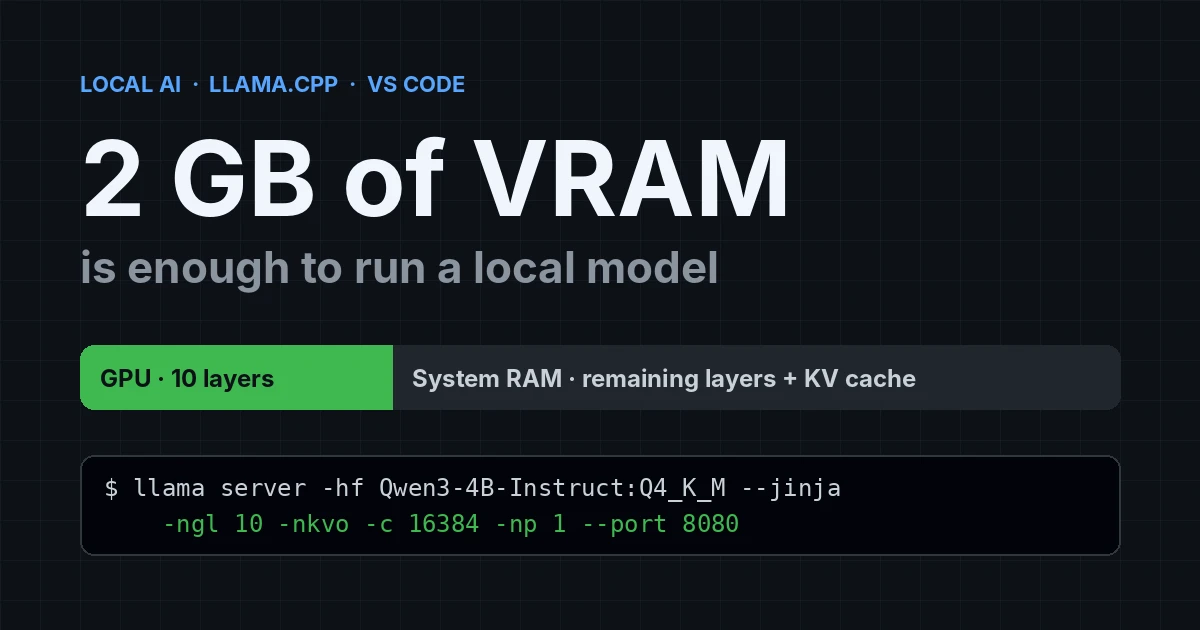 LOCAL AI · LLAMA.CPP · VS CODE
2 GB of VRAM
is enough to run a local model
GPU · 10 layers
System RAM · remaining layers + KV cache
$ llama server -hf Qwen3-4B-Instruct:Q4_K_M --jinja
-ngl 10 -nkvo -c 16384 -np 1 --port 8080